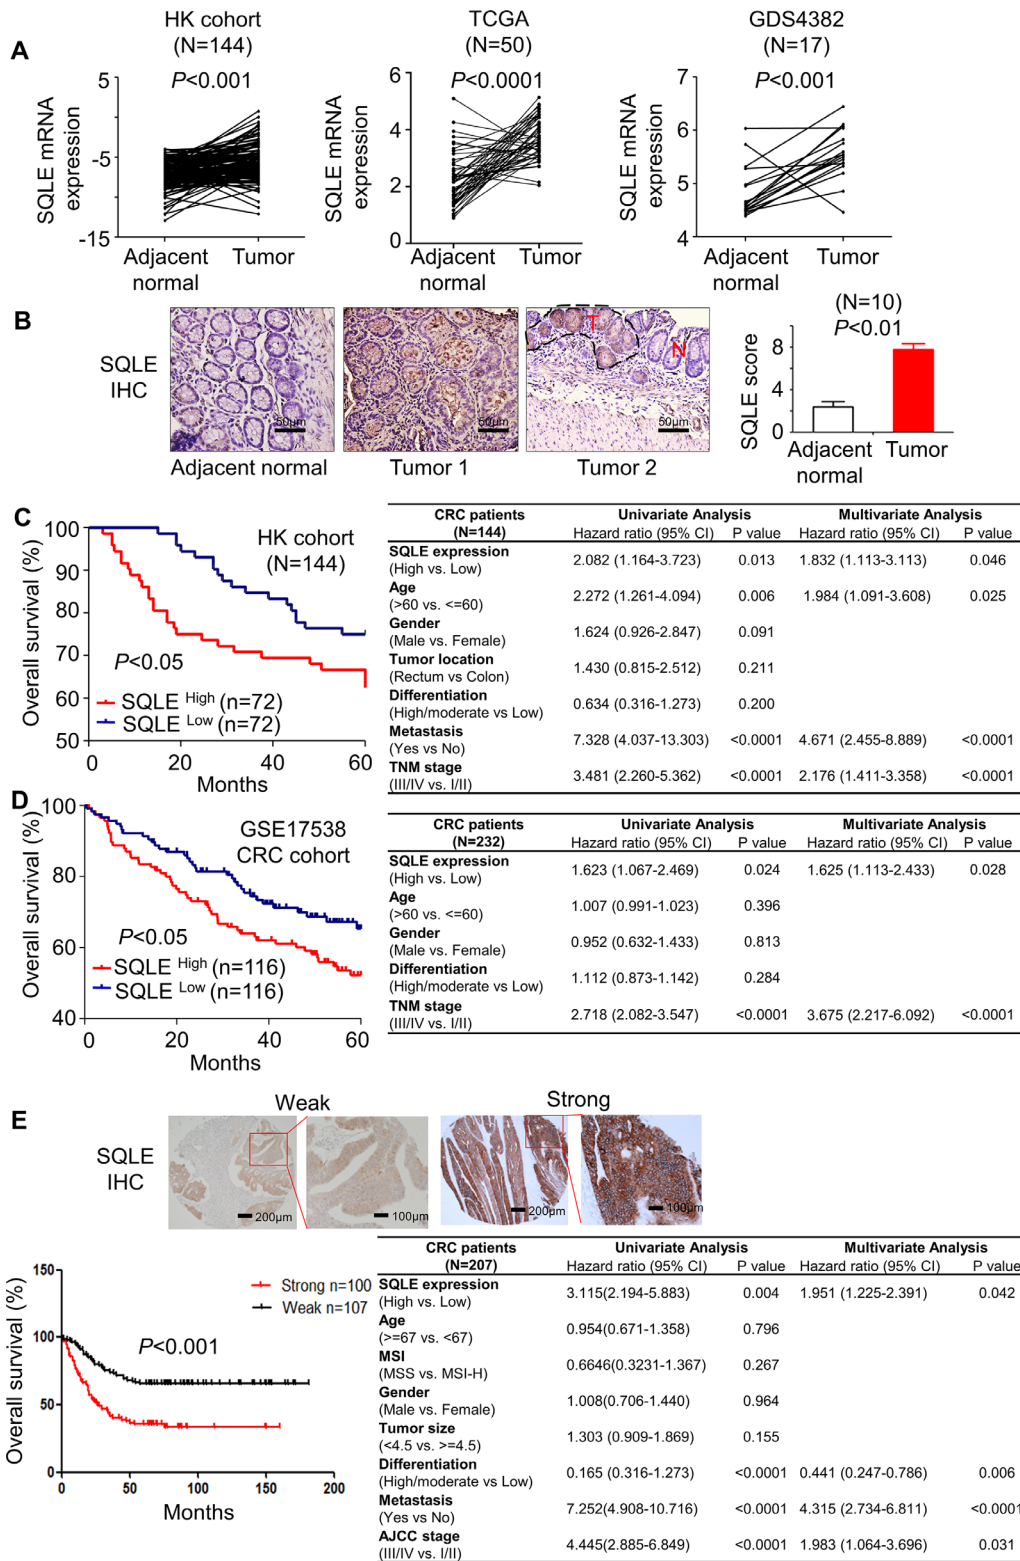 A
HK cohort
(N=144)
P<0.001
SQLE mRNA
expression
5
-5
-15
Adjacent
normal
Tumor
TCGA
(N=50)
P<0.0001
SQLE mRNA
expression
6
4
2
0
Adjacent
normal
Tumor
GDS4382
(N=17)
P<0.001
SQLE mRNA
expression
7
6
5
4
Adjacent
normal
Tumor
B
SQLE
IHC
50μm
Adjacent normal
50μm
Tumor 1
T
N
50μm
Tumor 2
(N=10)
P<0.01
SQLE score
8
4
0
Adjacent
normal
Tumor
C
Overall survival (%)
100
90
80
70
60
50
HK cohort
(N=144)
P<0.05
SQLE High (n=72)
SQLE Low (n=72)
0 20 40 60
Months
CRC patients Univariate Analysis Multivariate Analysis
(N=144) Hazard ratio (95% CI) P value Hazard ratio (95% CI) P value
SQLE expression
(High vs. Low) 2.082 (1.164-3.723) 0.013 1.832 (1.113-3.113) 0.046
Age
(>60 vs. <=60) 2.272 (1.261-4.094) 0.006 1.984 (1.091-3.608) 0.025
Gender
(Male vs. Female) 1.624 (0.926-2.847) 0.091
Tumor location
(Rectum vs Colon) 1.430 (0.815-2.512) 0.211
Differentiation
(High/moderate vs Low) 0.634 (0.316-1.273) 0.200
Metastasis
(Yes vs No) 7.328 (4.037-13.303) <0.0001 4.671 (2.455-8.889) <0.0001
TNM stage
(III/IV vs. I/II) 3.481 (2.260-5.362) <0.0001 2.176 (1.411-3.358) <0.0001
D
Overall survival (%)
100
80
60
40
GSE17538
CRC cohort
P<0.05
SQLE High (n=116)
SQLE Low (n=116)
0 20 40 60
Months
CRC patients Univariate Analysis Multivariate Analysis
(N=232) Hazard ratio (95% CI) P value Hazard ratio (95% CI) P value
SQLE expression
(High vs. Low) 1.623 (1.067-2.469) 0.024 1.625 (1.113-2.433) 0.028
Age
(>60 vs. <=60) 1.007 (0.991-1.023) 0.396
Gender
(Male vs. Female) 0.952 (0.632-1.433) 0.813
Differentiation
(High/moderate vs Low) 1.112 (0.873-1.142) 0.284
TNM stage
(III/IV vs. I/II) 2.718 (2.082-3.547) <0.0001 3.675 (2.217-6.092) <0.0001
E
SQLE
IHC
Weak
200μm
100μm
Strong
200μm
100μm
Overall survival (%)
150
100
50
0
Strong n=100
Weak n=107
P<0.001
0 50 100 150 200
Months
CRC patients Univariate Analysis Multivariate Analysis
(N=207) Hazard ratio (95% CI) P value Hazard ratio (95% CI) P value
SQLE expression
(High vs. Low) 3.115(2.194-5.883) 0.004 1.951 (1.225-2.391) 0.042
Age
(>=67 vs. <67) 0.954(0.671-1.358) 0.796
MSI
(MSS vs. MSI-H) 0.6646(0.3231-1.367) 0.267
Gender
(Male vs. Female) 1.008(0.706-1.440) 0.964
Tumor size
(<4.5 vs. >=4.5) 1.303 (0.909-1.869) 0.155
Differentiation
(High/moderate vs Low) 0.165 (0.316-1.273) <0.0001 0.441 (0.247-0.786) 0.006
Metastasis
(Yes vs No) 7.252(4.908-10.716) <0.0001 4.315 (2.734-6.811) <0.0001
AJCC stage
(III/IV vs. I/II) 4.445(2.885-6.849) <0.0001 1.983 (1.064-3.696) 0.031